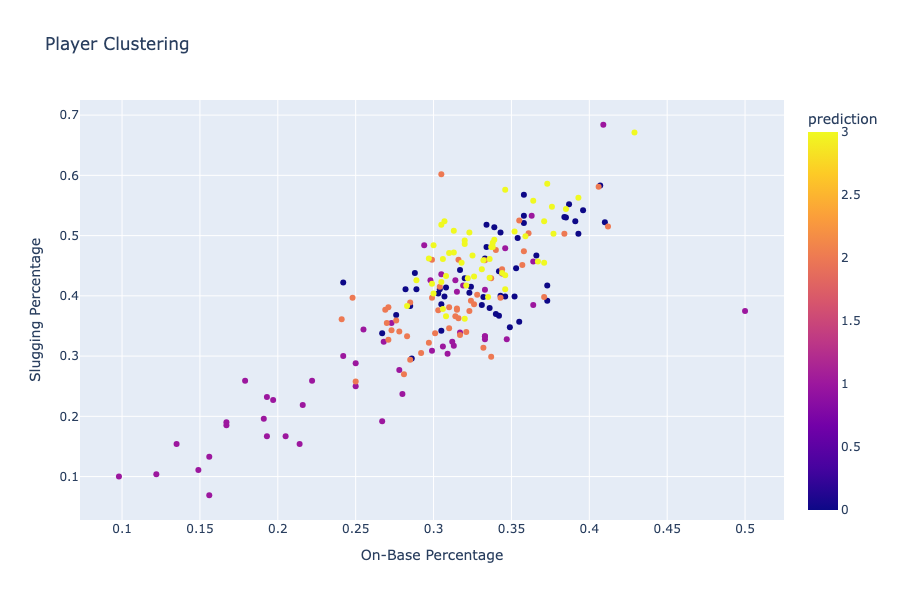 Player Clustering
prediction
3
2.5
2
1.5
1
0.5
0
Slugging Percentage
0.7
0.6
0.5
0.4
0.3
0.2
0.1
0.1 0.15 0.2 0.25 0.3 0.35 0.4 0.45 0.5
On-Base Percentage